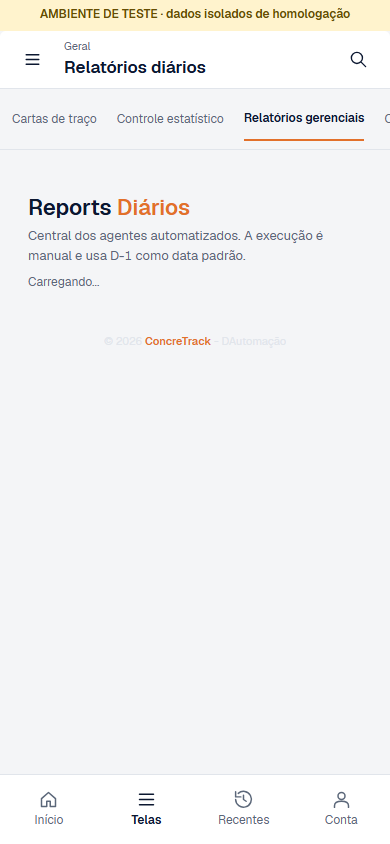 AMBIENTE DE TESTE · dados isolados de homologação
Geral
Relatórios diários
Cartas de traço
Controle estatístico
Relatórios gerenciais
Reports Diários
Central dos agentes automatizados. A execução é
manual e usa D-1 como data padrão.
Carregando...
© 2026 ConcreTrack · DAutomação
Início
Telas
Recentes
Conta